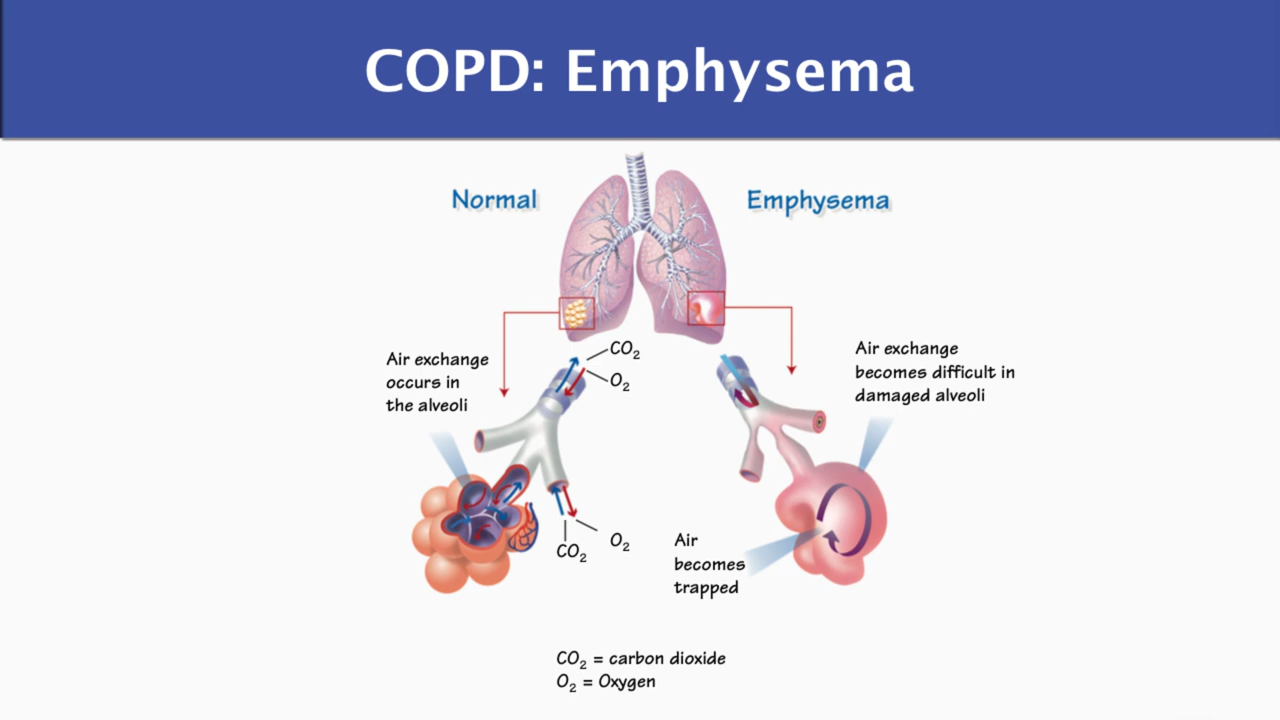 COPD: Emphysema
Normal
Emphysema
Air exchange
occurs in
the alveoli
CO₂
O₂
Air exchange
becomes difficult in
damaged alveoli
CO₂
O₂
Air
becomes
trapped
CO₂ = carbon dioxide
O₂ = Oxygen